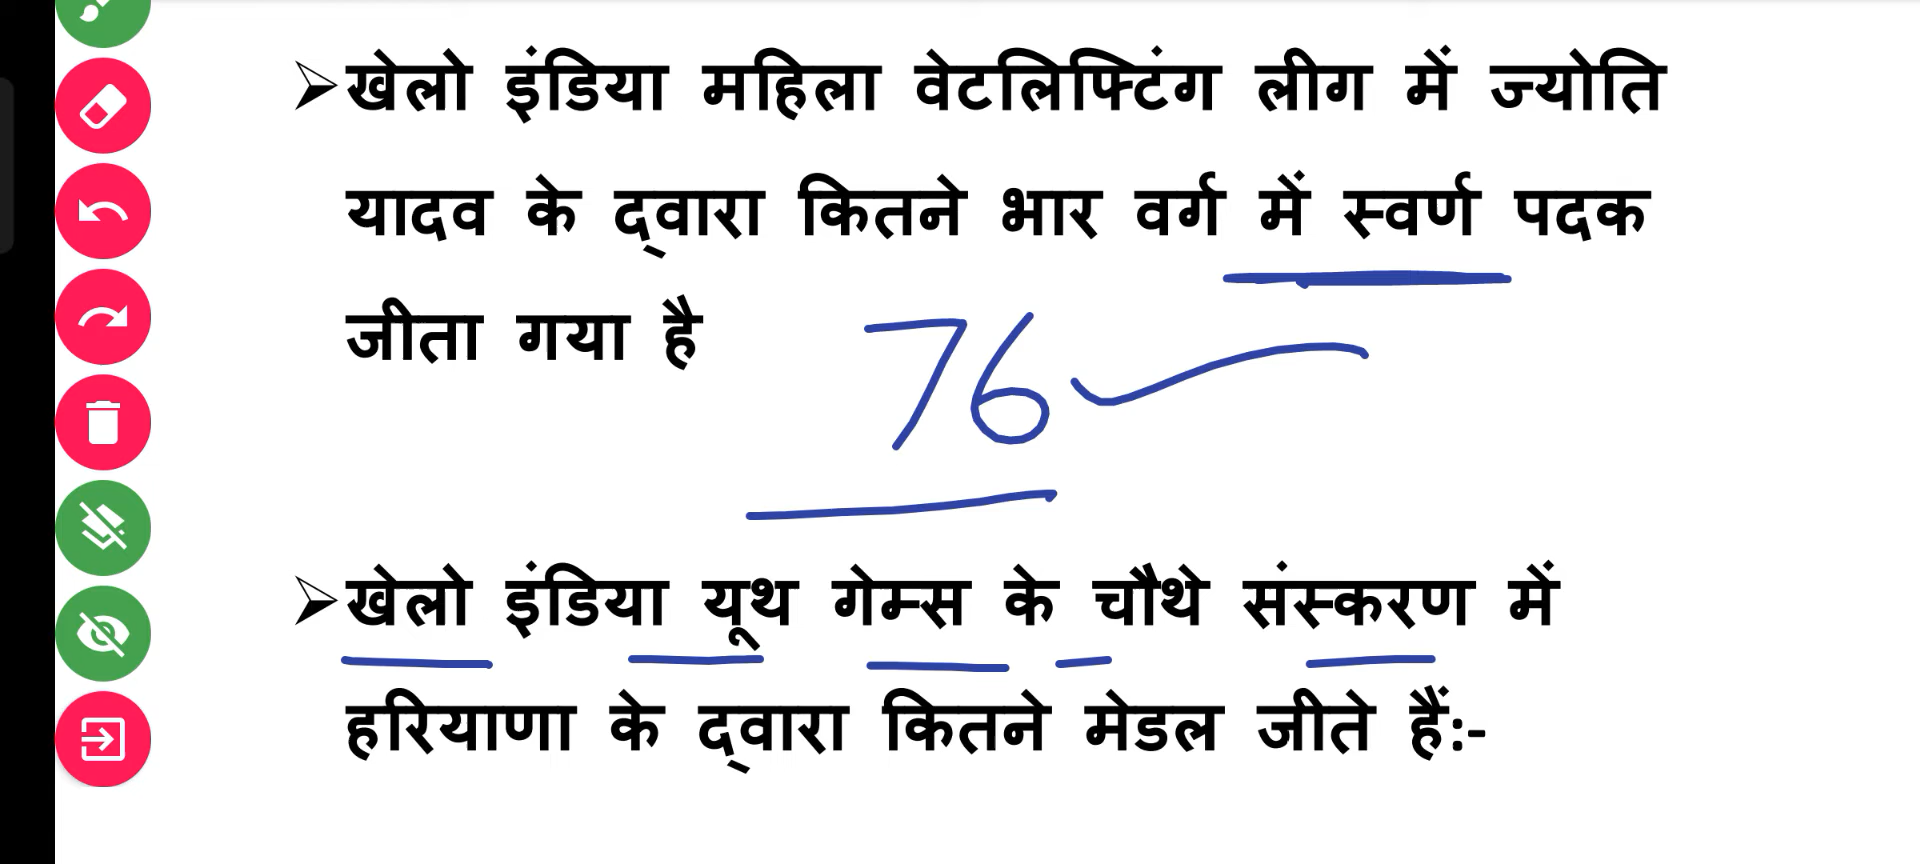 ➢खेलो इंडिया महिला वेटलिफ्टिंग लीग में ज्योति
यादव के द्वारा कितने भार वर्ग में स्वर्ण पदक
जीता गया है
76
➢खेलो इंडिया यूथ गेम्स के चौथे संस्करण में
हरियाणा के द्वारा कितने मेडल जीते हैं:-